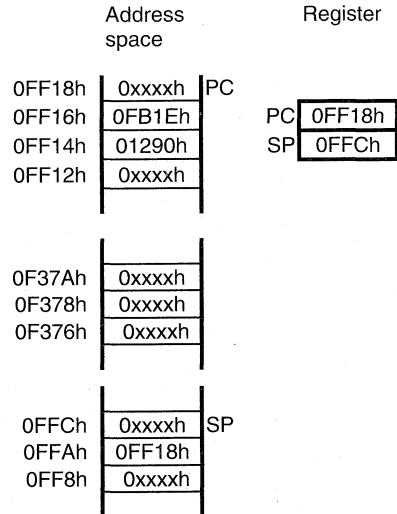 Address space
Register
0FF18h 0xxxxh PC
0FF16h 0FB1Eh
PC 0FF18h
0FF14h 01290h
SP 0FFCh
0FF12h 0xxxxh
0F37Ah 0xxxxh
0F378h 0xxxxh
0F376h 0xxxxh
0FFCh 0xxxxh SP
0FFAh 0FF18h
0FF8h 0xxxxh